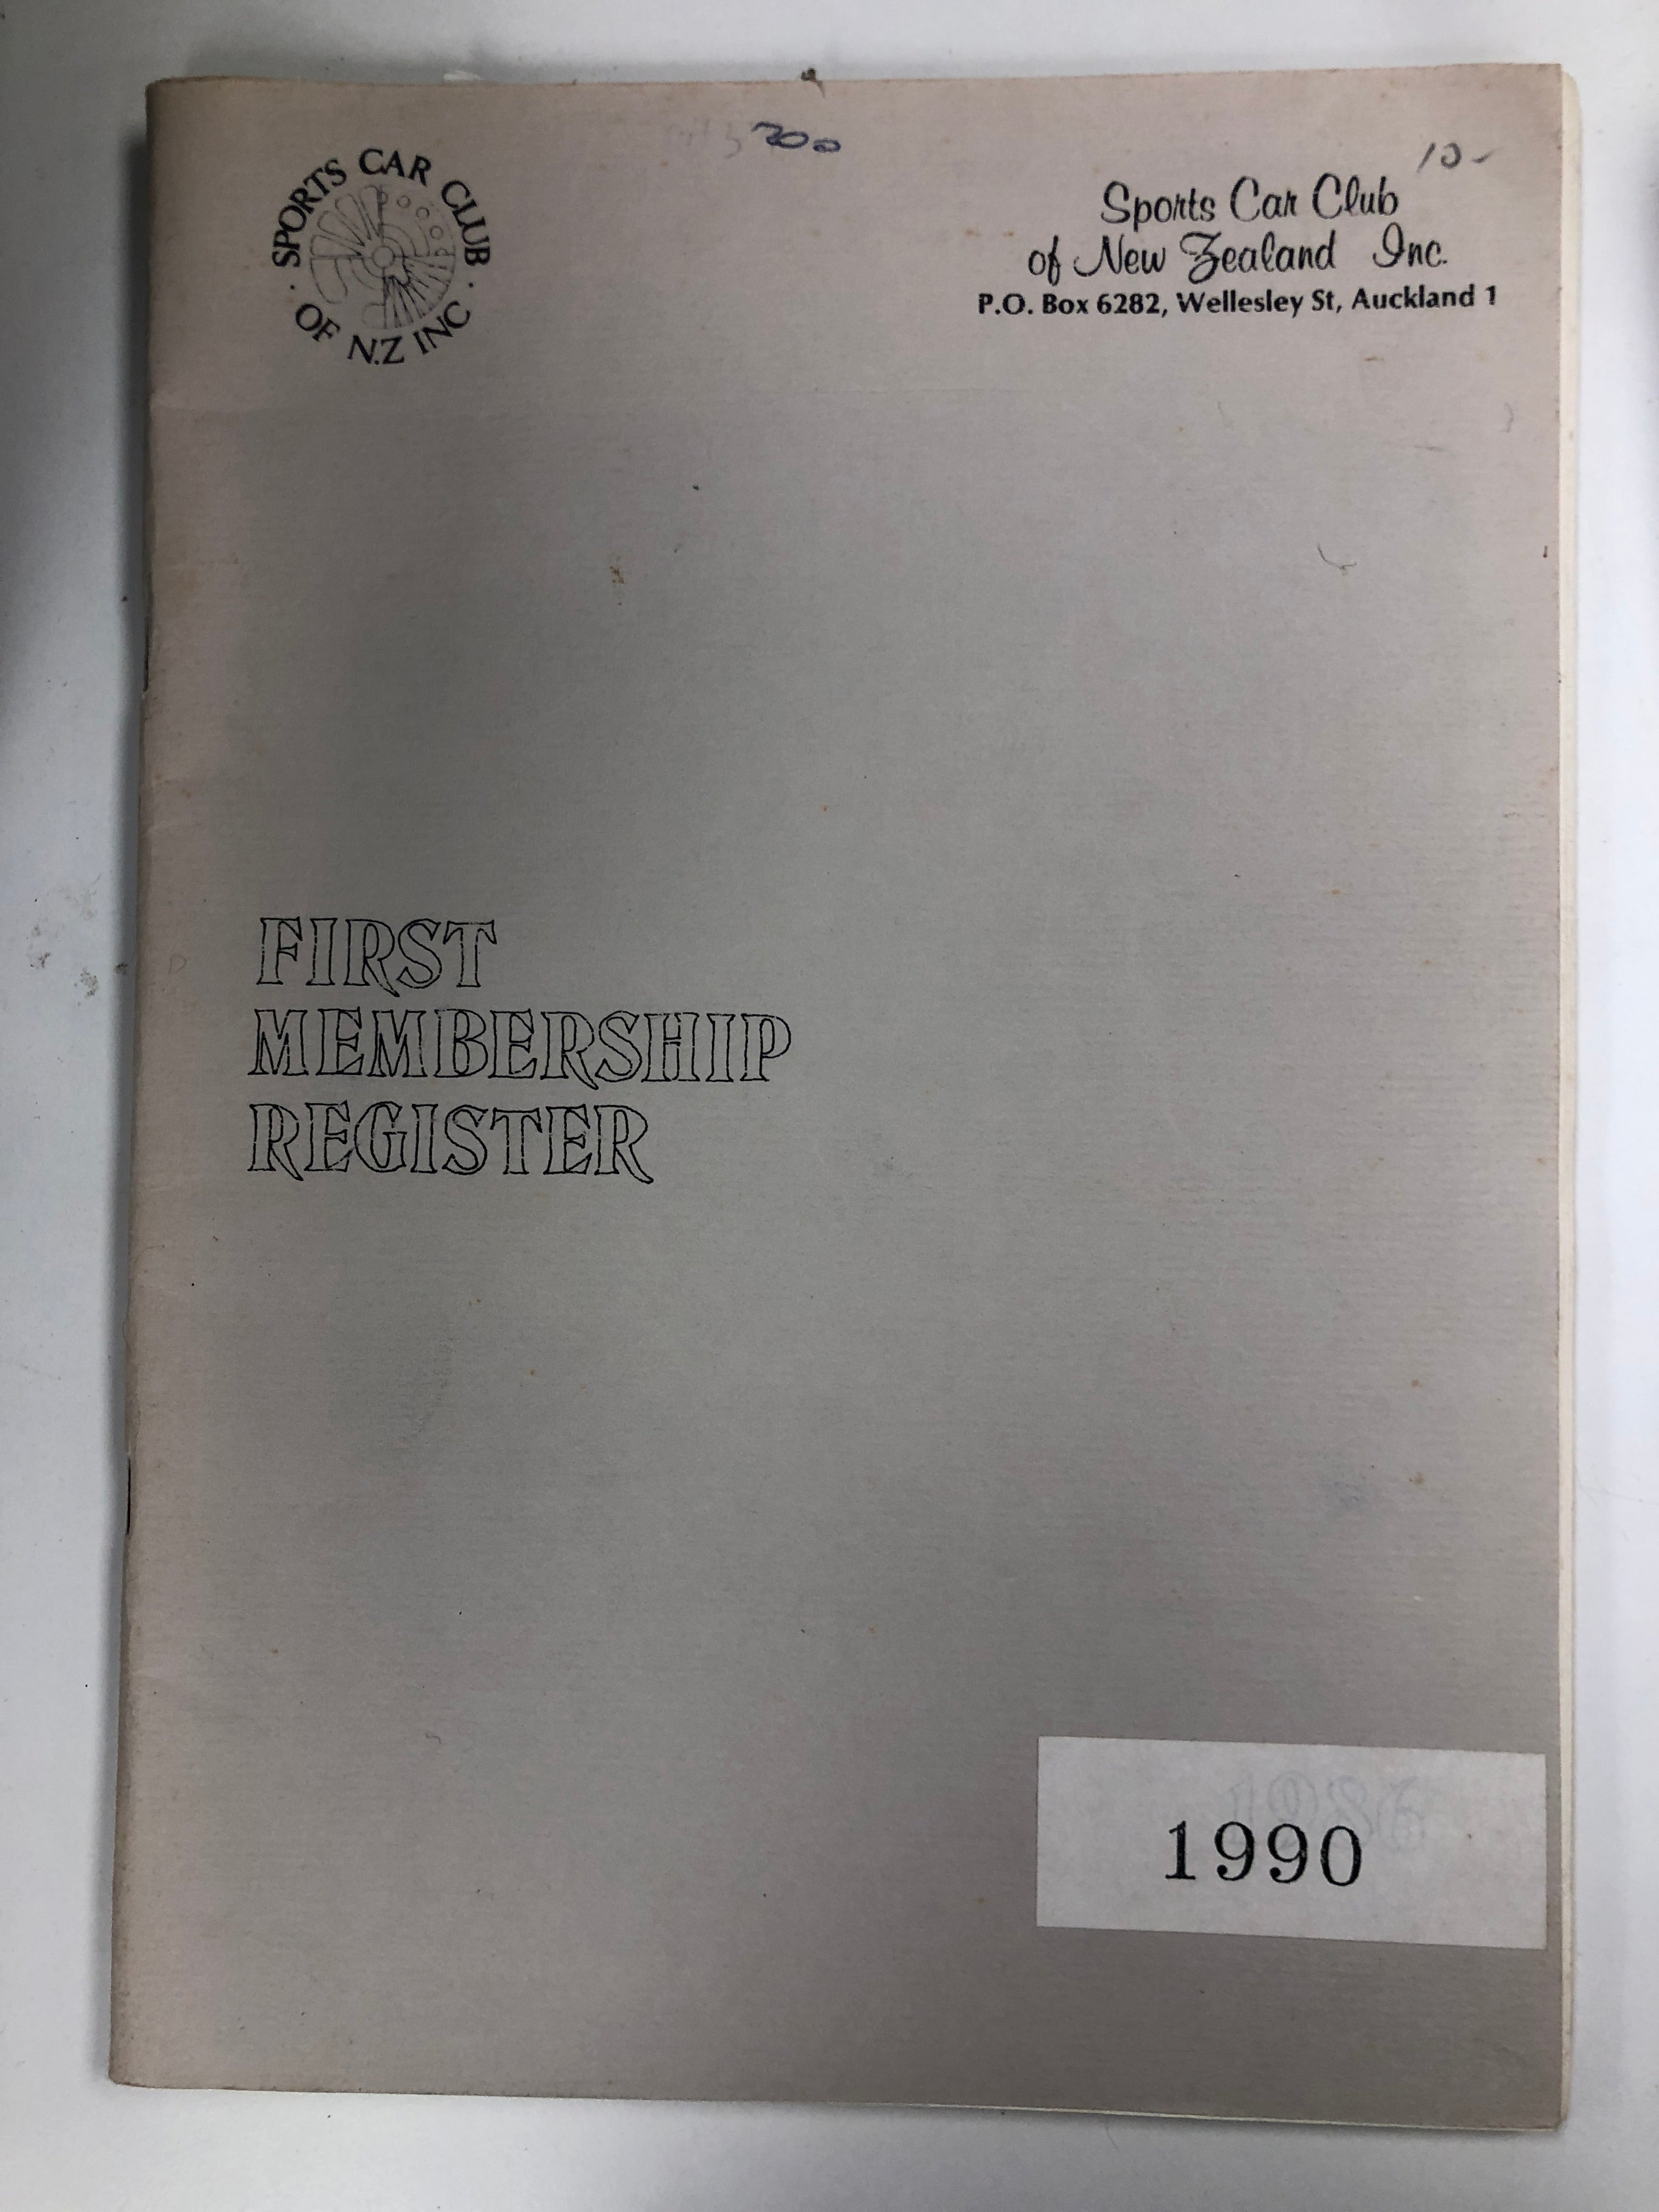 SPORTS CAR CLUB
OF N.Z INC
Sports Car Club
of New Zealand Inc.
P.O. Box 6282, Wellesley St, Auckland 1
10-
FIRST
MEMBERSHIP
REGISTER
1990